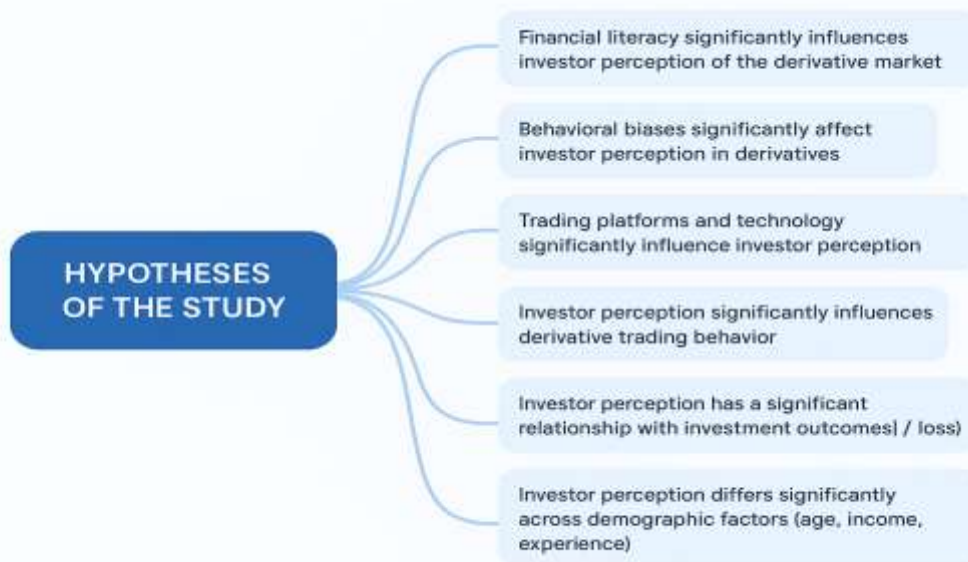 HYPOTHESES
OF THE STUDY
Financial literacy significantly influences
investor perception of the derivative market
Behavioral biases significantly affect
investor perception in derivatives
Trading platforms and technology
significantly influence investor perception
Investor perception significantly influences
derivative trading behavior
Investor perception has a significant
relationship with investment outcomes| / loss)
Investor perception differs significantly
across demographic factors (age, income,
experience)